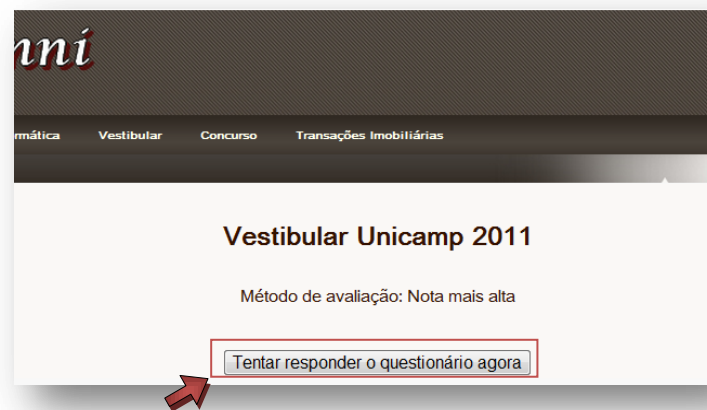 nni
rmática Vestibular Concurso Transações Imobiliárias
Vestibular Unicamp 2011
Método de avaliação: Nota mais alta
Tentar responder o questionário agora